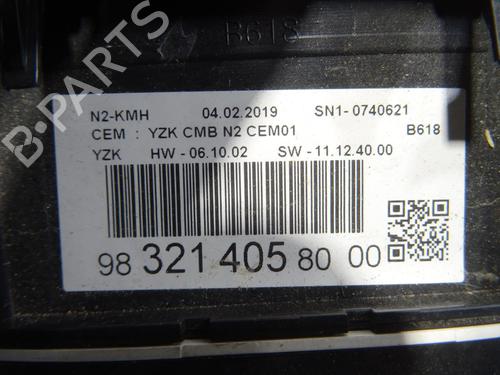 B618
N2-KMH 04.02.2019 SN1- 0740621
CEM : YZK CMB N2 CEM01 B618
YZK HW - 06.10.02 SW - 11.12.40.00
98 321 405 80 00
B-PARTS